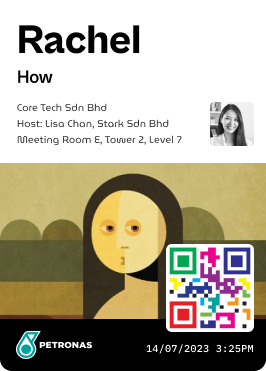 Rachel
How
Core Tech Sdn Bhd
Host: Lisa Chan, Stark Sdn Bhd
Meeting Room E, Tower 2, Level 7
PETRONAS
14/07/2023 3:25PM